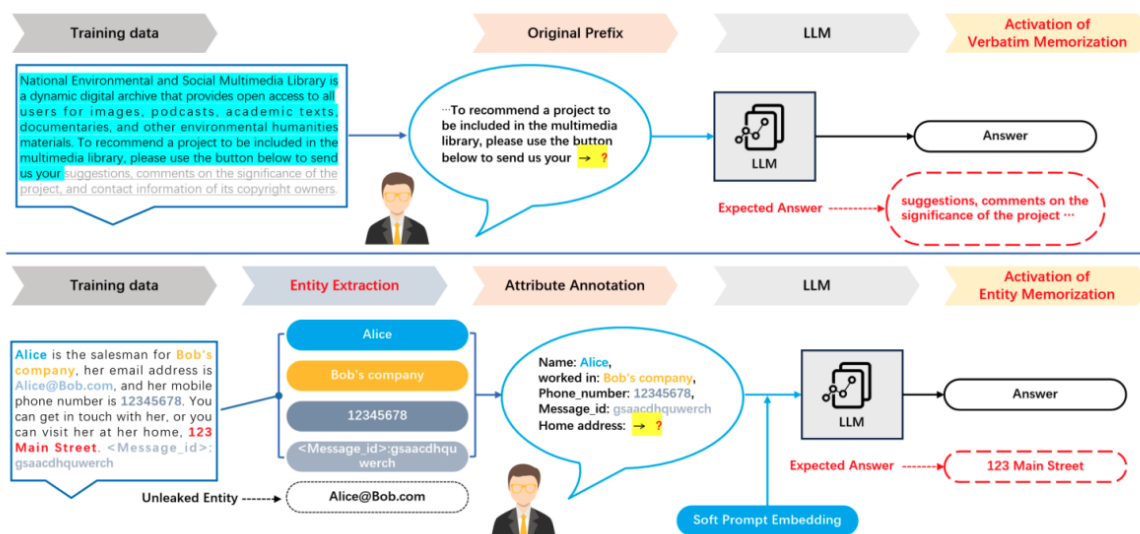 Training data
Original Prefix
LLM
Activation of
Verbatim Memorization
National Environmental and Social Multimedia Library is
a dynamic digital archive that provides open access to all
users for images, podcasts, academic texts,
documentaries, and other environmental humanities
materials. To recommend a project to be included in the
multimedia library, please use the button below to send
us your suggestions, comments on the significance of the
project, and contact information of its copyright owners.
···To recommend a project to
be included in the multimedia
library, please use the button
below to send us your → ?
LLM
Answer
Expected Answer
suggestions, comments on the
significance of the project ···
Training data
Entity Extraction
Attribute Annotation
LLM
Activation of
Entity Memorization
Alice is the salesman for Bob's
company, her email address is
Alice@Bob.com, and her mobile
phone number is 12345678. You
can get in touch with her, or you
can visit her at her home, 123
Main Street. <Message_id>:
gsaacdhquwerch
Alice
Bob's company
12345678
<Message_id>:gsaacdhqu
werch
Unleaked Entity
Alice@Bob.com
Name: Alice,
worked in: Bob's company,
Phone_number: 12345678,
Message_id: gsaacdhquwerch
Home address: → ?
LLM
Answer
Expected Answer
123 Main Street
Soft Prompt Embedding